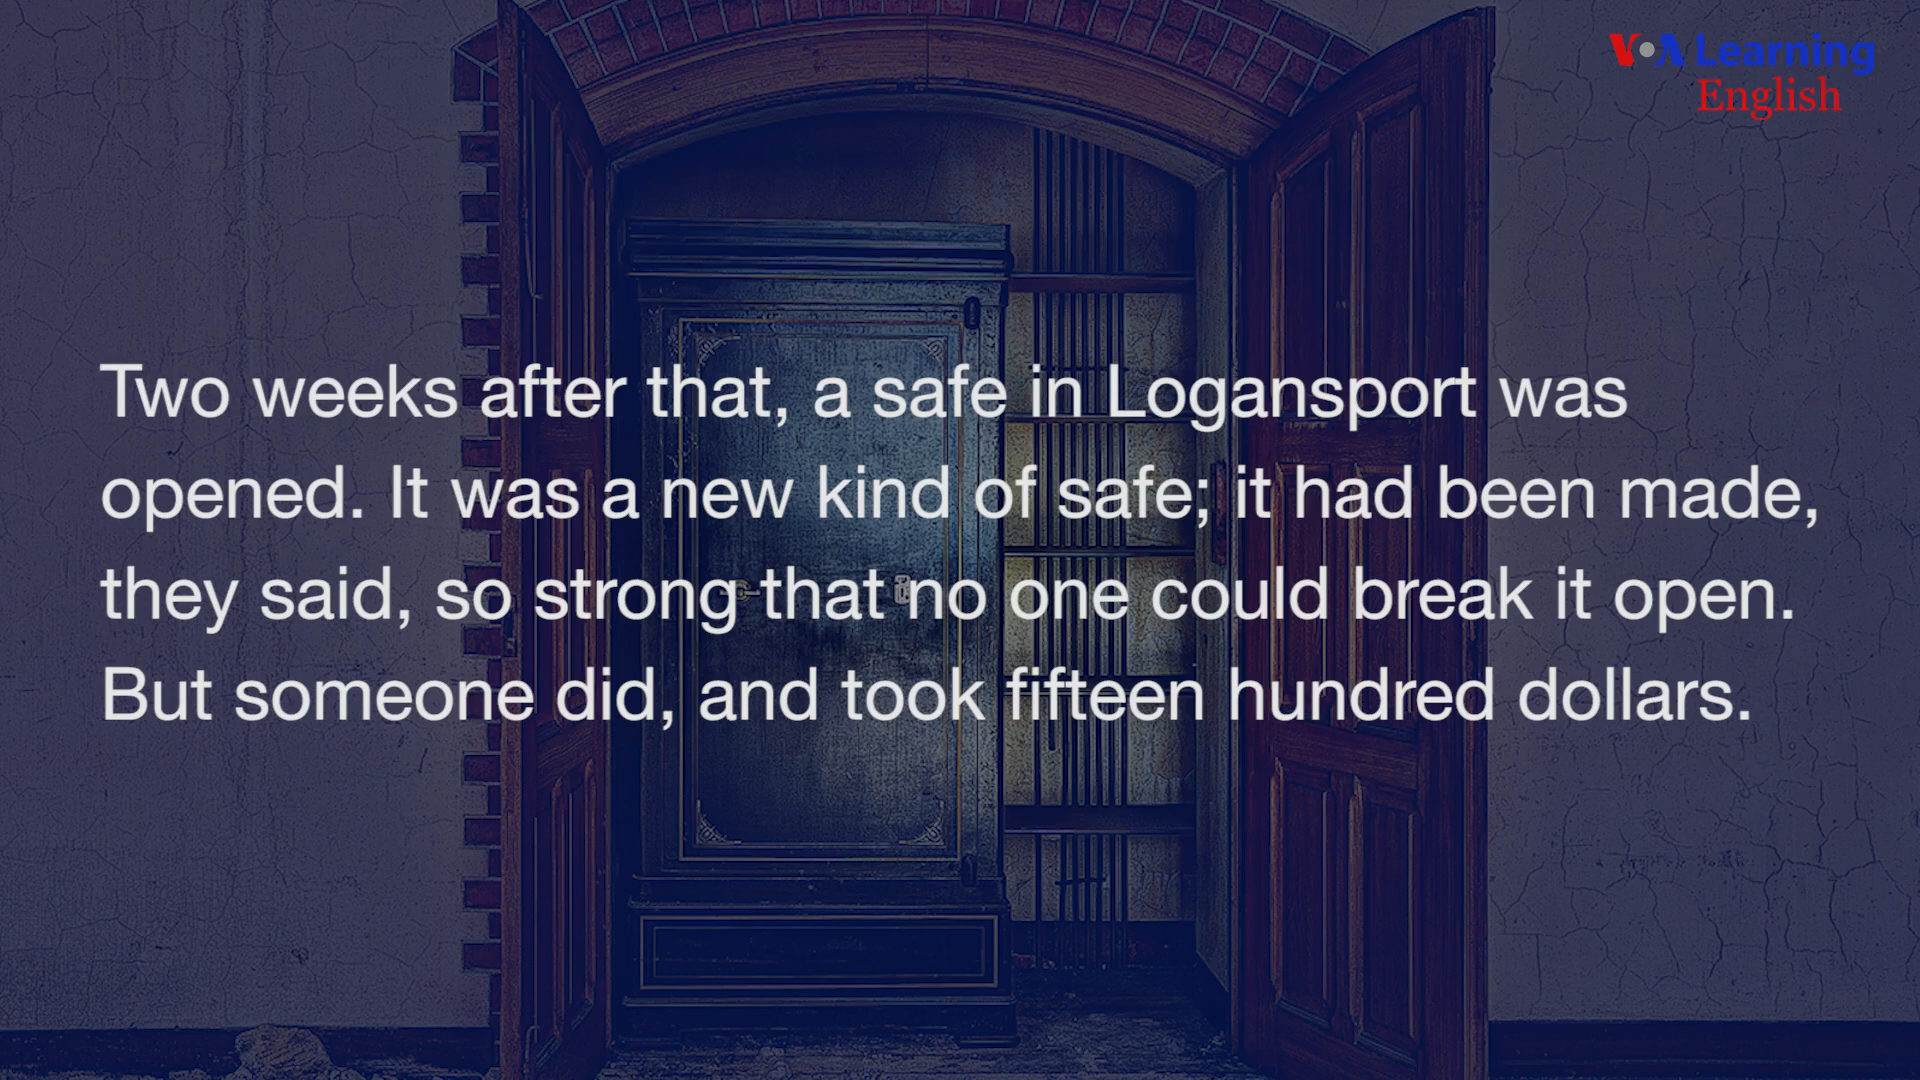 VOA Learning
English
Two weeks after that, a safe in Logansport was
opened. It was a new kind of safe; it had been made,
they said, so strong that no one could break it open.
But someone did, and took fifteen hundred dollars.